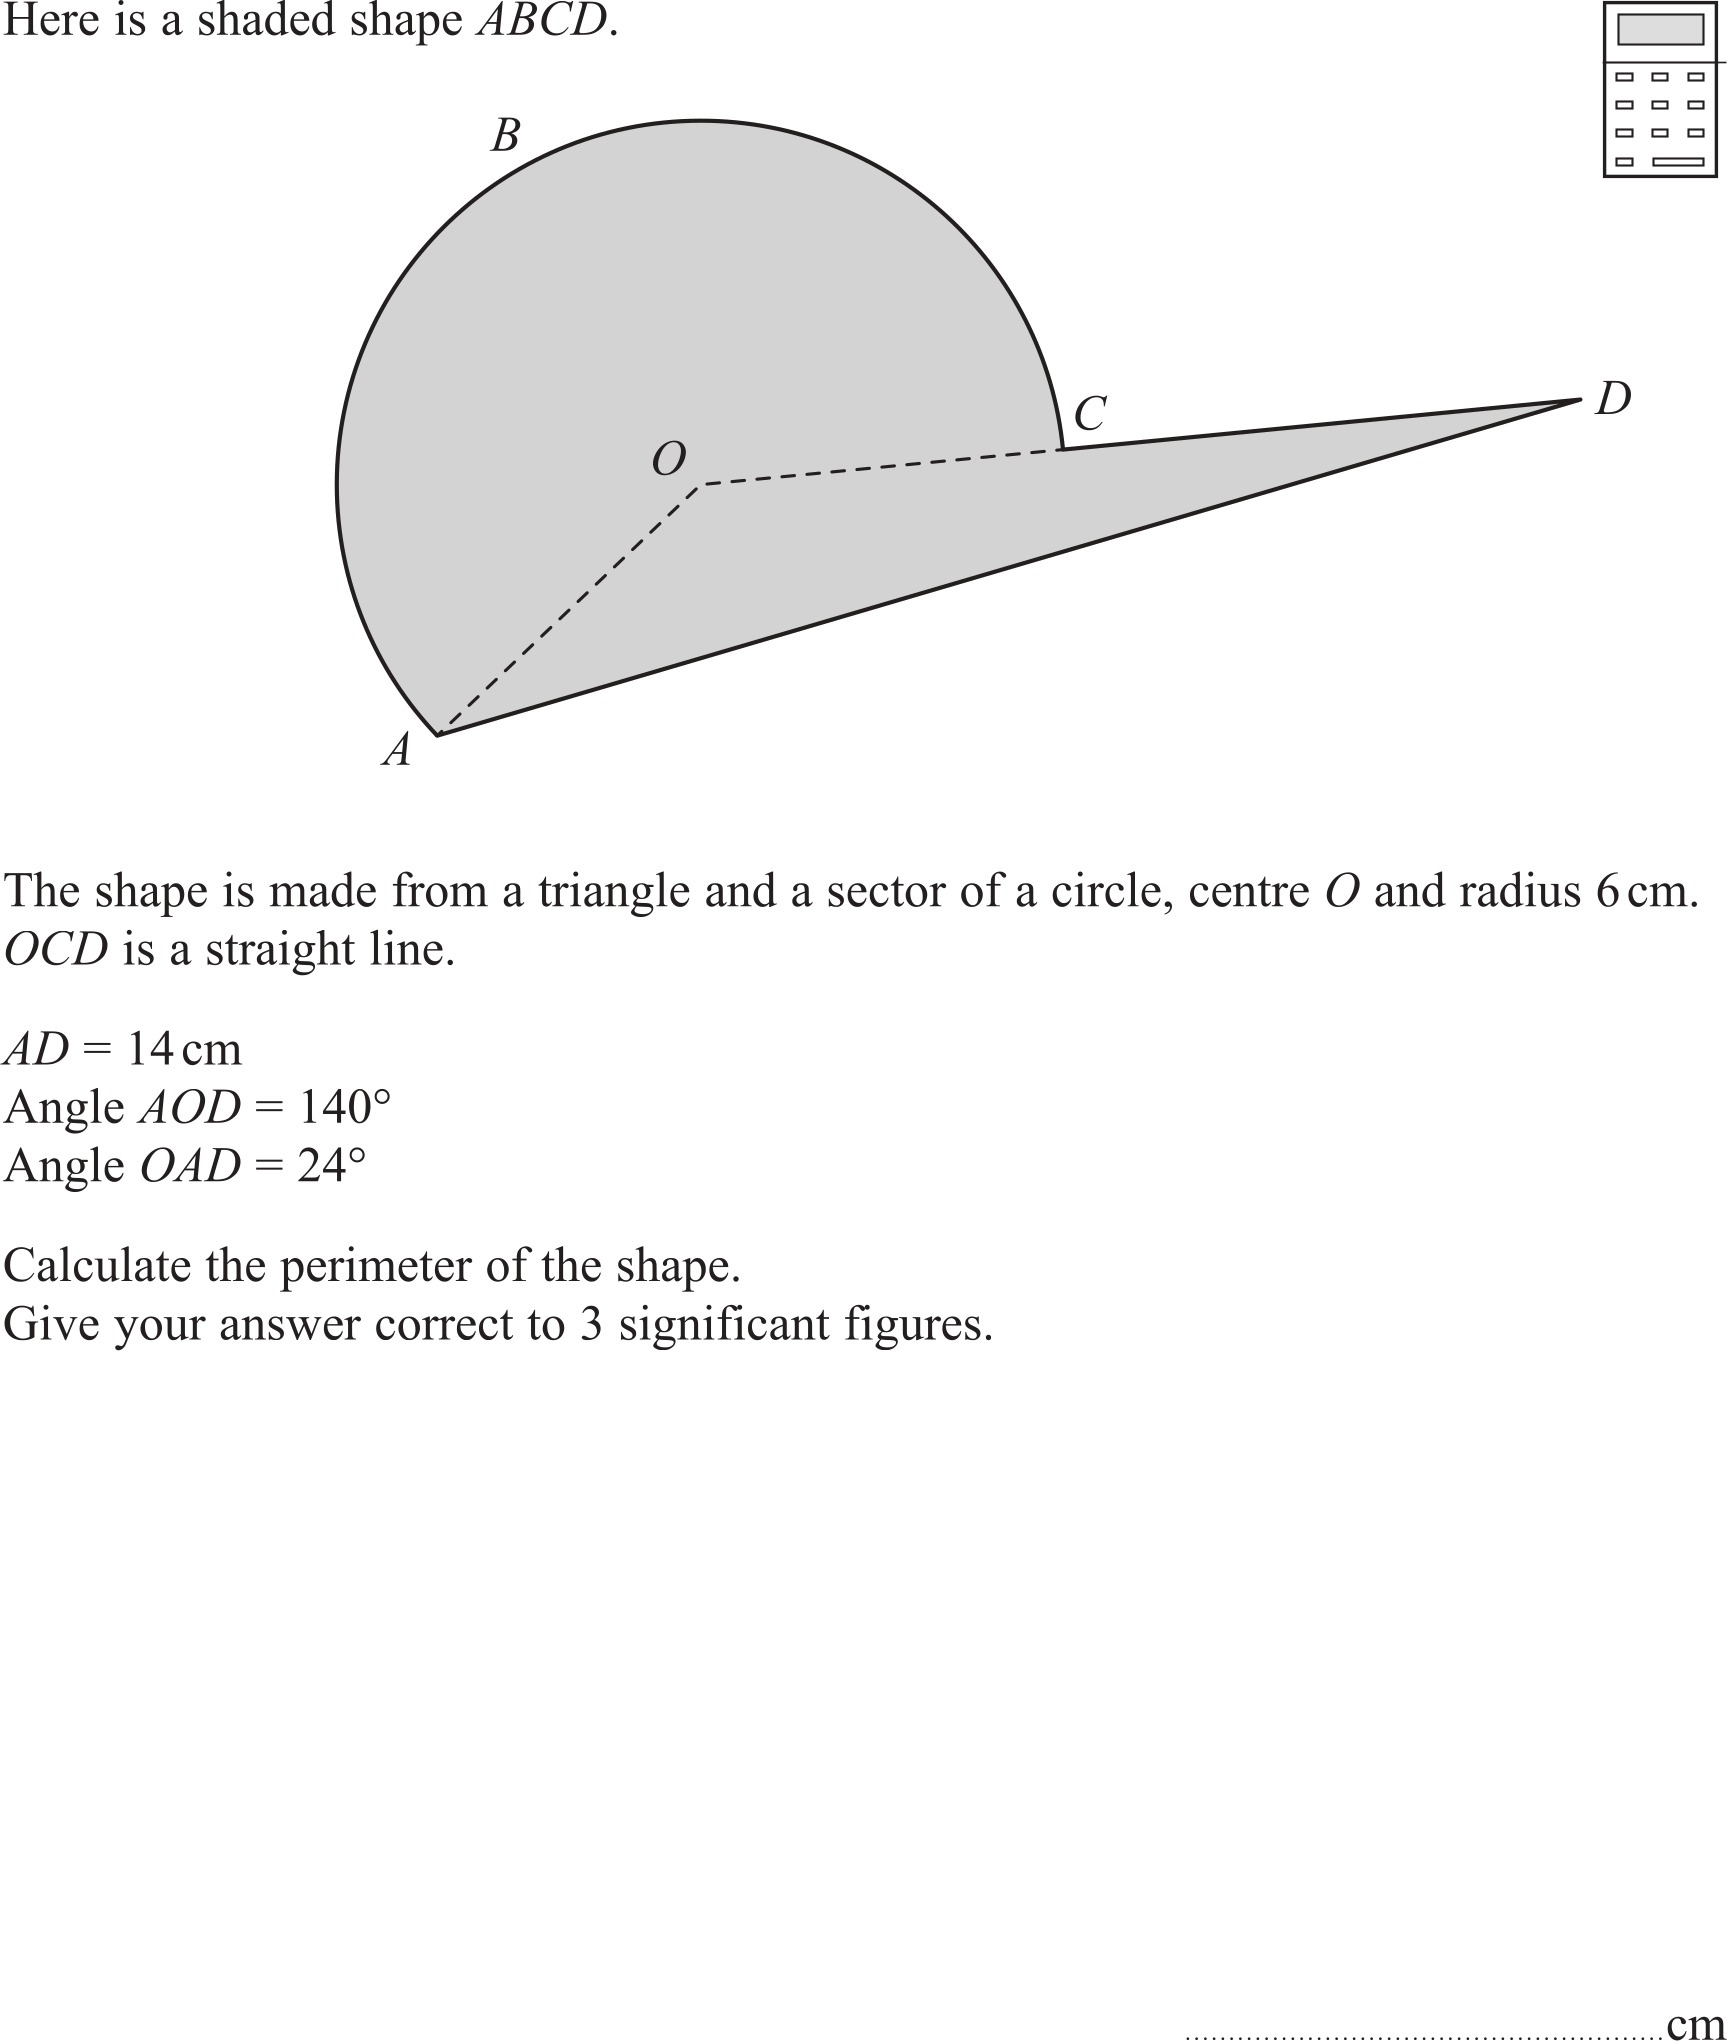 Here is a shaded shape ABCD.
B
C
D
O
A
The shape is made from a triangle and a sector of a circle, centre O and radius 6 cm.
OCD is a straight line.
AD = 14 cm
Angle AOD = 140°
Angle OAD = 24°
Calculate the perimeter of the shape.
Give your answer correct to 3 significant figures.
........................................................ cm